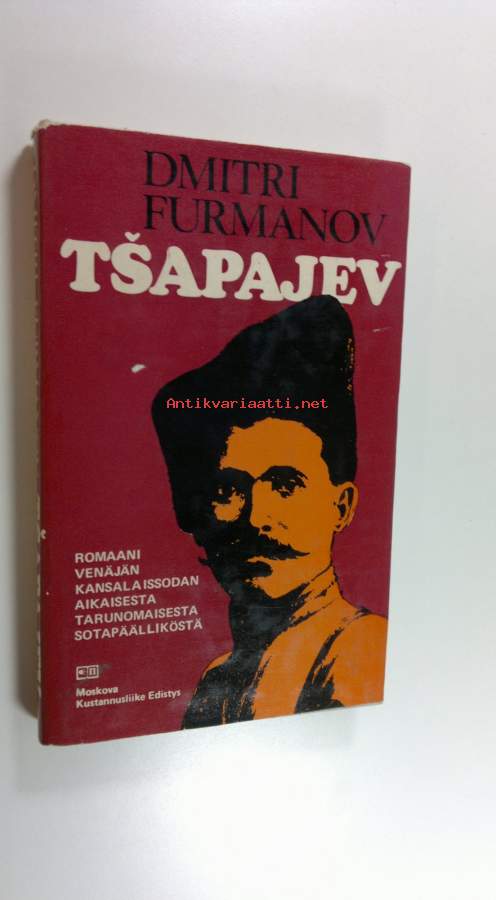 DMITRI
FURMANOV
TŠAPAJEV
Antikvariaatti.net
ROMAANI
VENÄJÄN
KANSALAISSODAN
AIKAISESTA
TARUNOMAISESTA
SOTAPÄÄLLIKÖSTÄ
Moskova
Kustannusliike Edistys